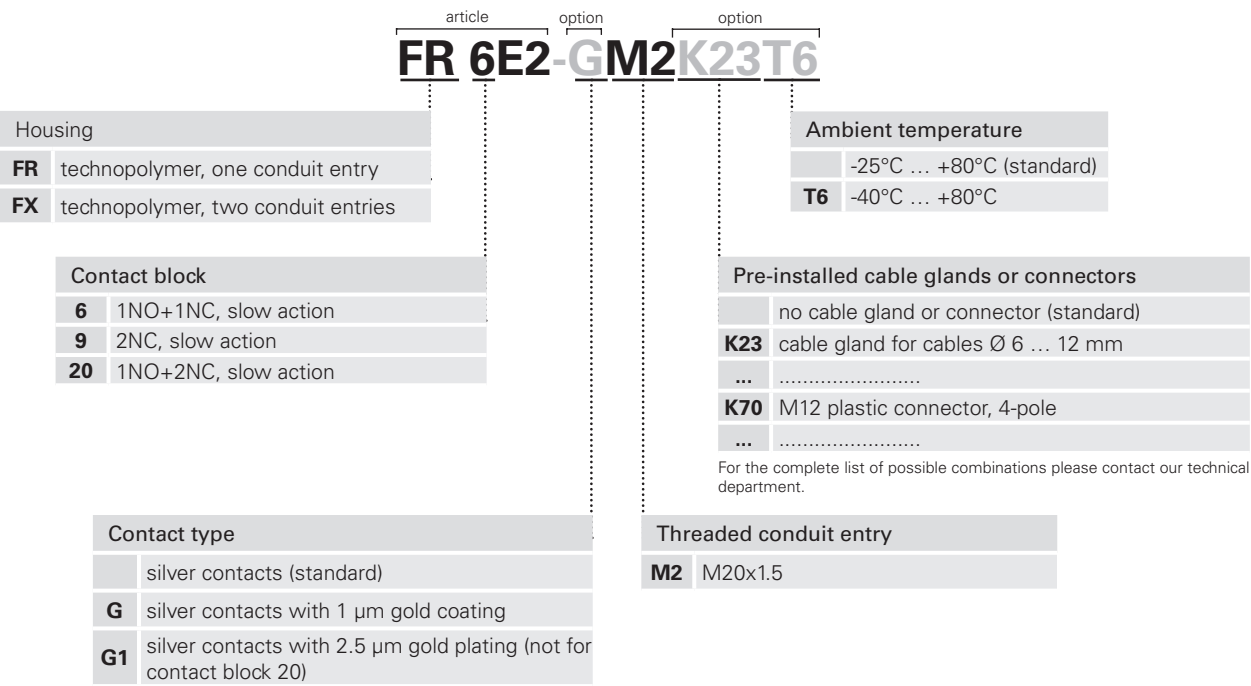 article option option
FR 6E2-GM2K23T6
Housing
FR technopolymer, one conduit entry
FX technopolymer, two conduit entries
Ambient temperature
-25°C … +80°C (standard)
T6 -40°C … +80°C
Contact block
6 1NO+1NC, slow action
9 2NC, slow action
20 1NO+2NC, slow action
Pre-installed cable glands or connectors
no cable gland or connector (standard)
K23 cable gland for cables Ø 6 … 12 mm
... ........................
K70 M12 plastic connector, 4-pole
... ........................
For the complete list of possible combinations please contact our technical
department.
Contact type
silver contacts (standard)
G silver contacts with 1 µm gold coating
G1 silver contacts with 2.5 µm gold plating (not for
contact block 20)
Threaded conduit entry
M2 M20x1.5